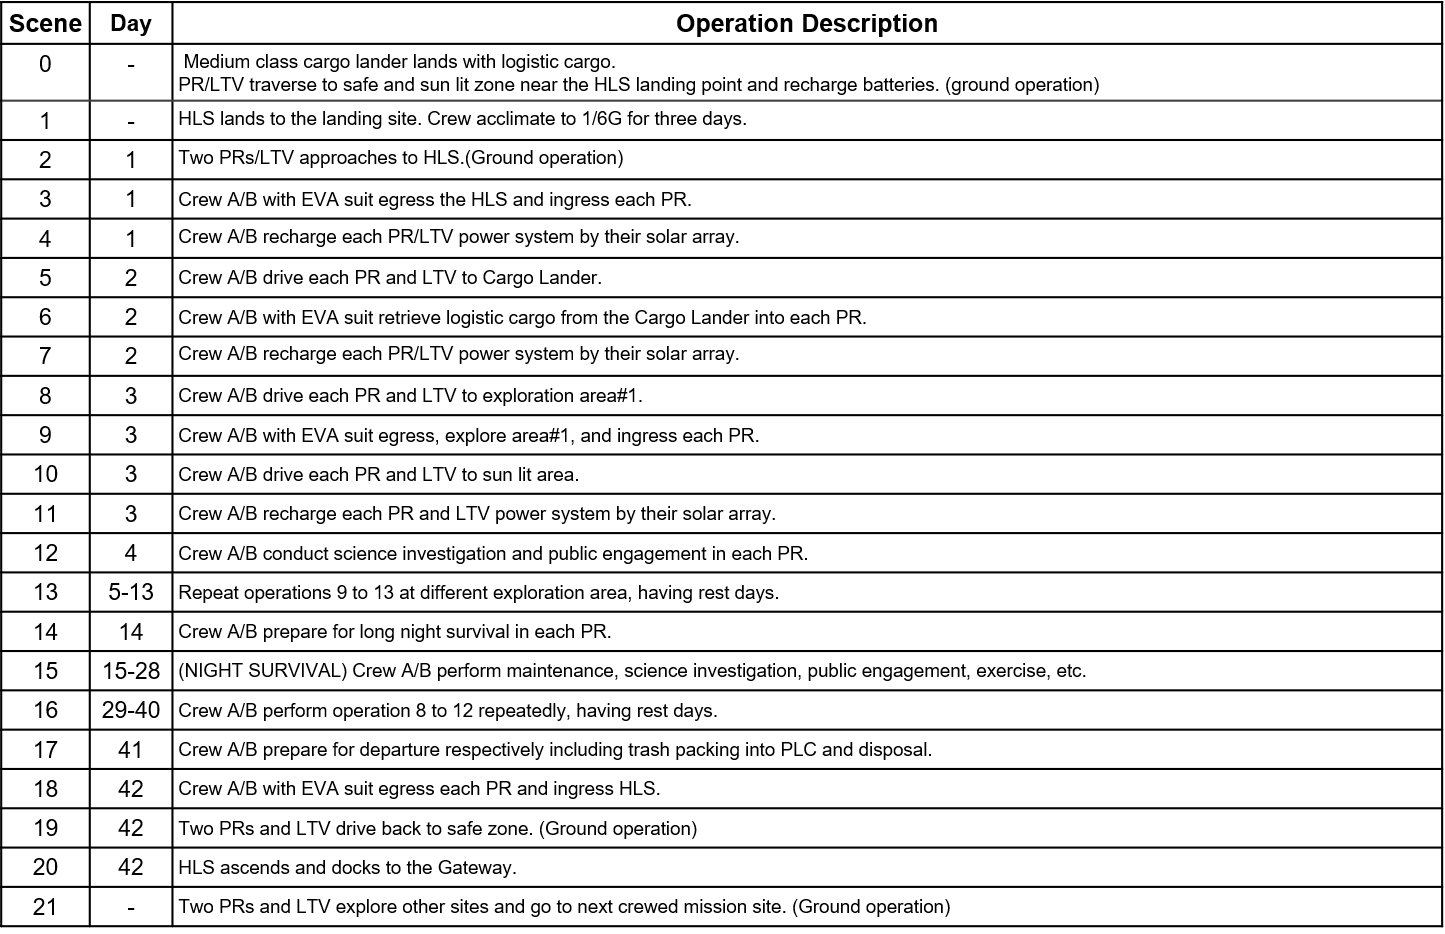 Scene Day Operation Description
0 - Medium class cargo lander lands with logistic cargo.
PR/LTV traverse to safe and sun lit zone near the HLS landing point and recharge batteries. (ground operation)
1 - HLS lands to the landing site. Crew acclimate to 1/6G for three days.
2 1 Two PRs/LTV approaches to HLS.(Ground operation)
3 1 Crew A/B with EVA suit egress the HLS and ingress each PR.
4 1 Crew A/B recharge each PR/LTV power system by their solar array.
5 2 Crew A/B drive each PR and LTV to Cargo Lander.
6 2 Crew A/B with EVA suit retrieve logistic cargo from the Cargo Lander into each PR.
7 2 Crew A/B recharge each PR/LTV power system by their solar array.
8 3 Crew A/B drive each PR and LTV to exploration area#1.
9 3 Crew A/B with EVA suit egress, explore area#1, and ingress each PR.
10 3 Crew A/B drive each PR and LTV to sun lit area.
11 3 Crew A/B recharge each PR and LTV power system by their solar array.
12 4 Crew A/B conduct science investigation and public engagement in each PR.
13 5-13 Repeat operations 9 to 13 at different exploration area, having rest days.
14 14 Crew A/B prepare for long night survival in each PR.
15 15-28 (NIGHT SURVIVAL) Crew A/B perform maintenance, science investigation, public engagement, exercise, etc.
16 29-40 Crew A/B perform operation 8 to 12 repeatedly, having rest days.
17 41 Crew A/B prepare for departure respectively including trash packing into PLC and disposal.
18 42 Crew A/B with EVA suit egress each PR and ingress HLS.
19 42 Two PRs and LTV drive back to safe zone. (Ground operation)
20 42 HLS ascends and docks to the Gateway.
21 - Two PRs and LTV explore other sites and go to next crewed mission site. (Ground operation)